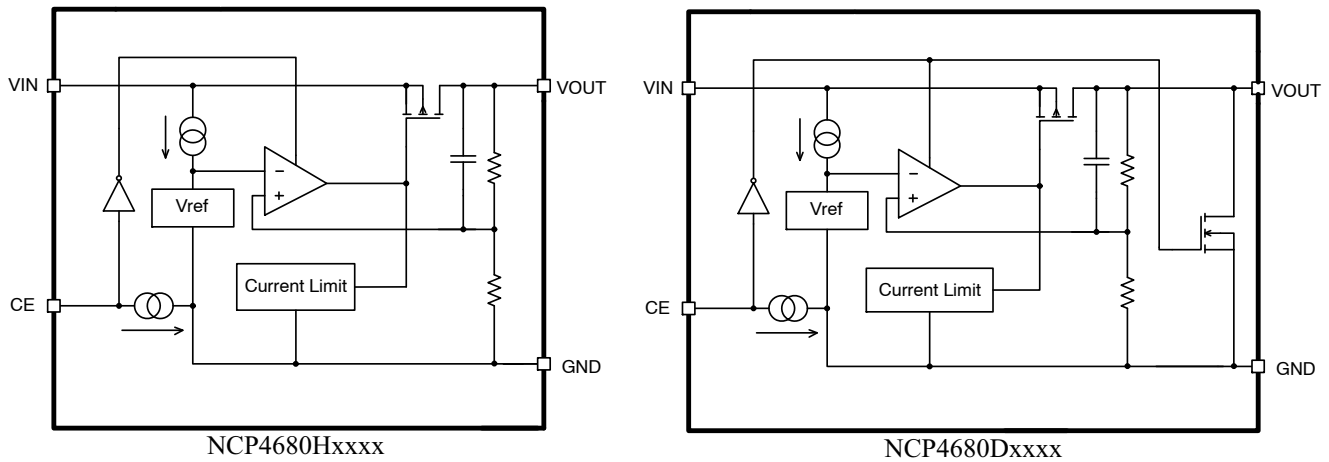 VIN
VOUT
−
+
Vref
Current Limit
CE
GND
NCP4680Hxxxx
VIN
VOUT
−
+
Vref
Current Limit
CE
GND
NCP4680Dxxxx